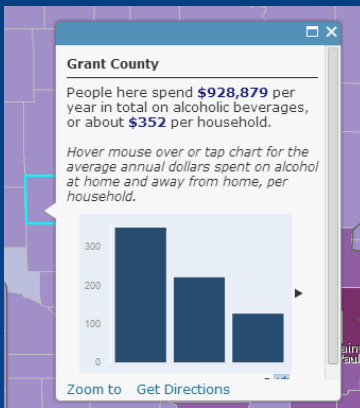 Grant County
People here spend $928,879 per
year in total on alcoholic beverages,
or about $352 per household.
Hover mouse over or tap chart for the
average annual dollars spent on alcohol
at home and away from home, per
household.
300
200
100
0
Zoom to Get Directions